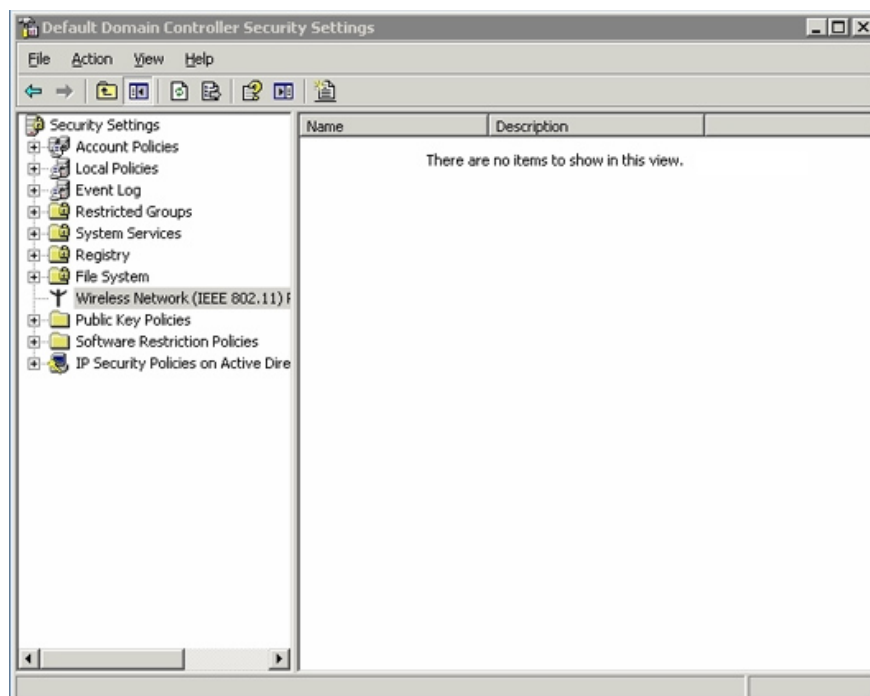 Default Domain Controller Security Settings
File Action View Help
Security Settings
Account Policies
Local Policies
Event Log
Restricted Groups
System Services
Registry
File System
Wireless Network (IEEE 802.11) P
Public Key Policies
Software Restriction Policies
IP Security Policies on Active Dire
Name Description
There are no items to show in this view.